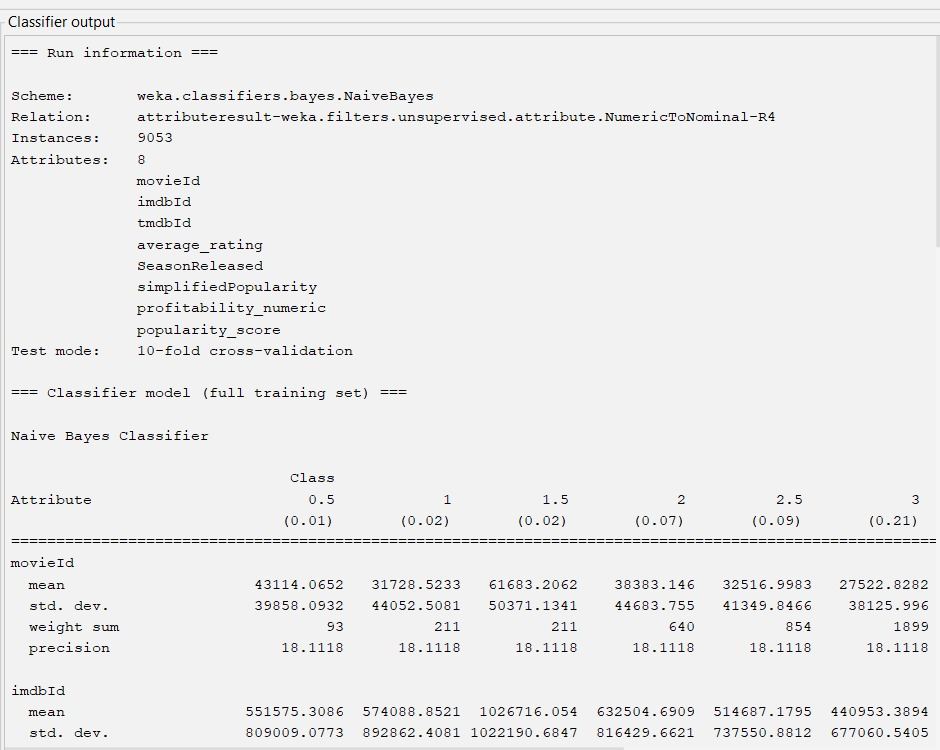 Classifier output
=== Run information ===
Scheme: weka.classifiers.bayes.NaiveBayes
Relation: attributeresult-weka.filters.unsupervised.attribute.NumericToNominal-R4
Instances: 9053
Attributes: 8
movieId
imdbId
tmdbId
average_rating
SeasonReleased
simplifiedPopularity
profitability_numeric
popularity_score
Test mode: 10-fold cross-validation
=== Classifier model (full training set) ===
Naive Bayes Classifier
Class
Attribute 0.5 1 1.5 2 2.5 3
(0.01) (0.02) (0.02) (0.07) (0.09) (0.21)
================================================================================================
movieId
mean 43114.0652 31728.5233 61683.2062 38383.146 32516.9983 27522.8282
std. dev. 39858.0932 44052.5081 50371.1341 44683.755 41349.8466 38125.996
weight sum 93 211 211 640 854 1899
precision 18.1118 18.1118 18.1118 18.1118 18.1118 18.1118
imdbId
mean 551575.3086 574088.8521 1026716.054 632504.6909 514687.1795 440953.3894
std. dev. 809009.0773 892862.4081 1022190.6847 816429.6621 737550.8812 677060.5405